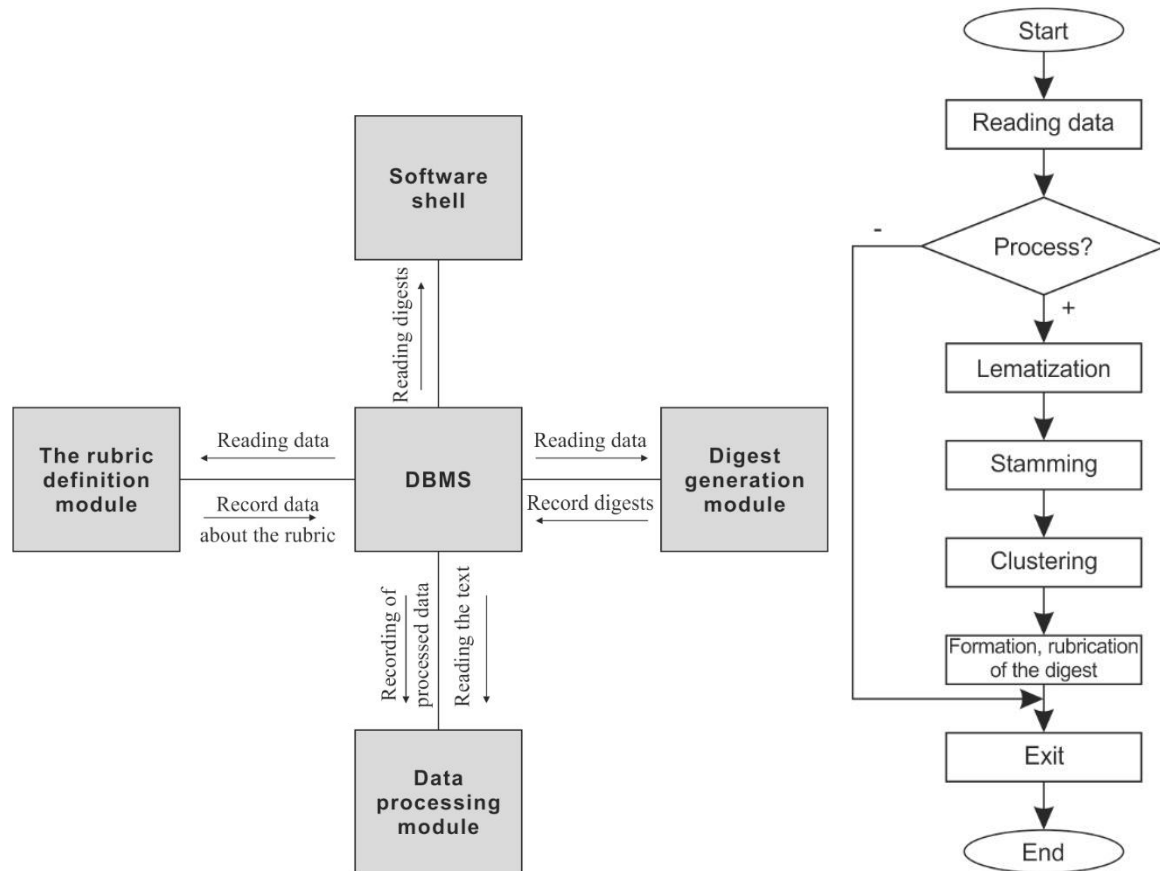 Software
shell
Reading digests
The rubric
definition
module
Reading data
Record data
about the rubric
DBMS
Reading data
Record digests
Digest
generation
module
Recording of
processed data
Reading the text
Data
processing
module
Start
Reading data
Process?
-
+
Lematization
Stamming
Clustering
Formation, rubrication
of the digest
Exit
End